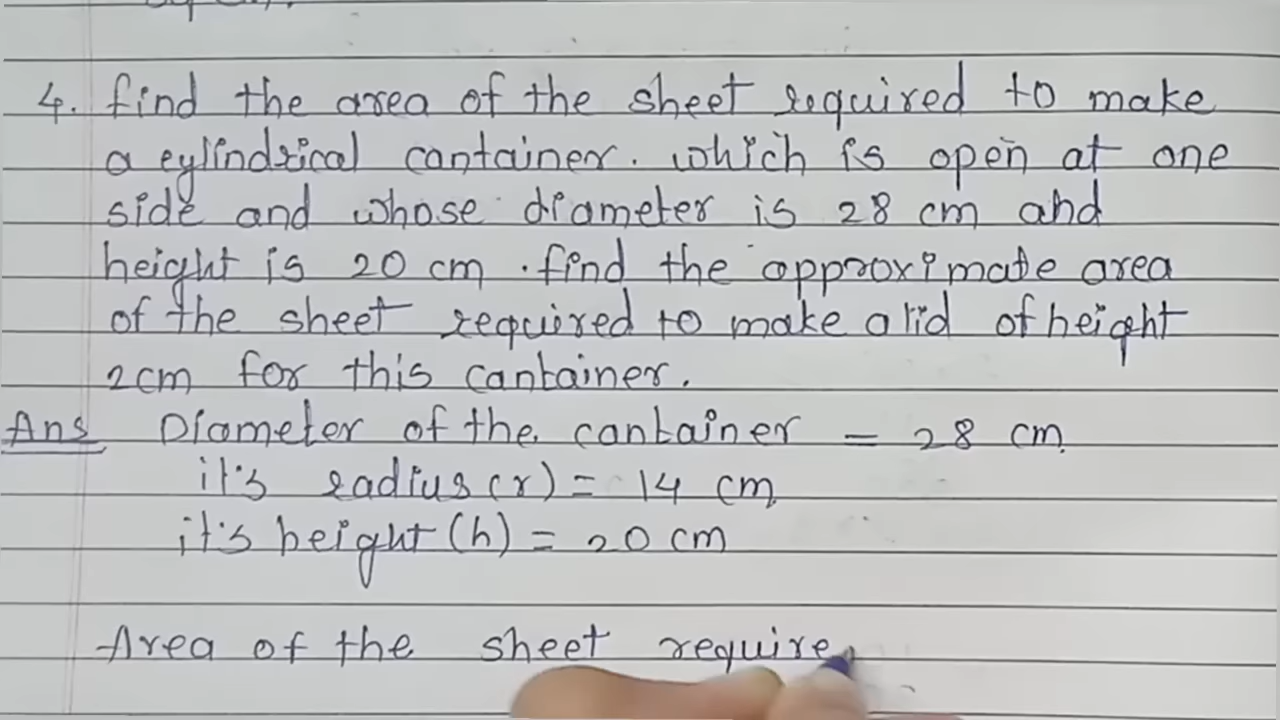 4. find the area of the sheet required to make
a cylindrical cantainer. which is open at one
side and whose diameter is 28 cm and
height is 20 cm . find the approximate area
of the sheet required to make a lid of height
2cm for this cantainer.
Ans Diameter of the cantainer = 28 cm.
it's radius (r) = 14 cm
it's height (h) = 20 cm
Area of the sheet require